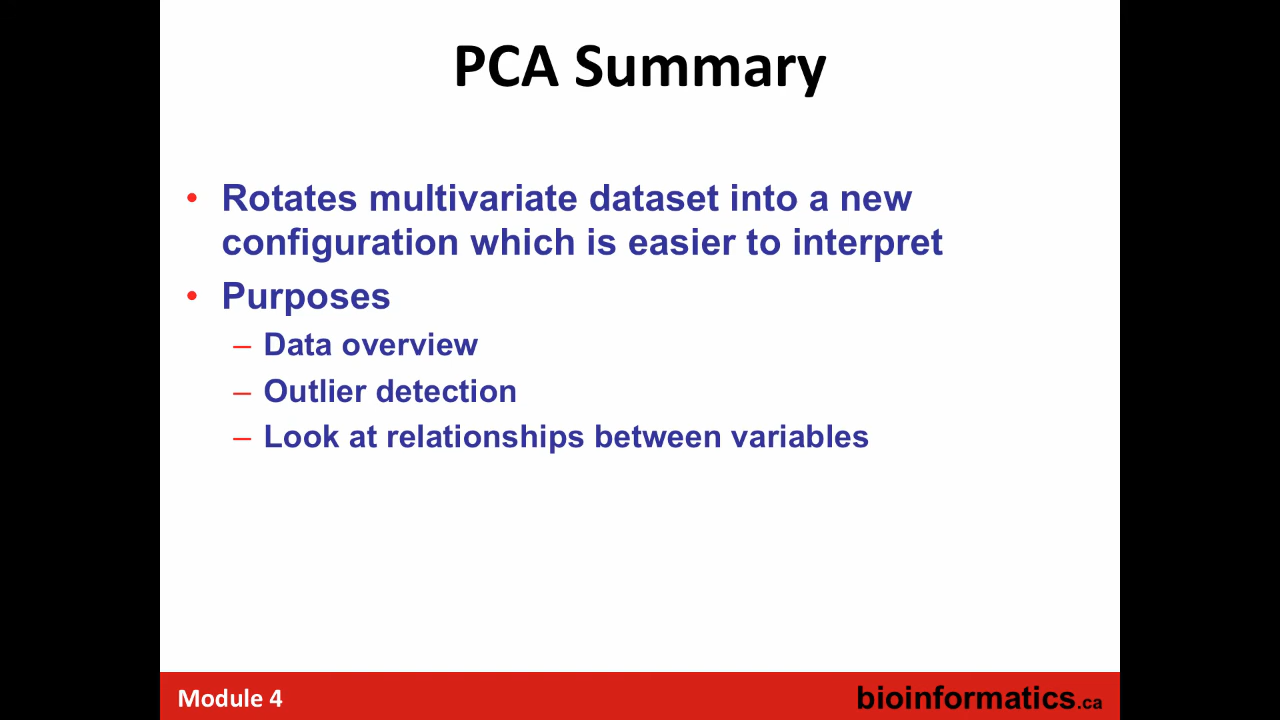 PCA Summary
• Rotates multivariate dataset into a new
configuration which is easier to interpret
• Purposes
– Data overview
– Outlier detection
– Look at relationships between variables
Module 4
bioinformatics.ca